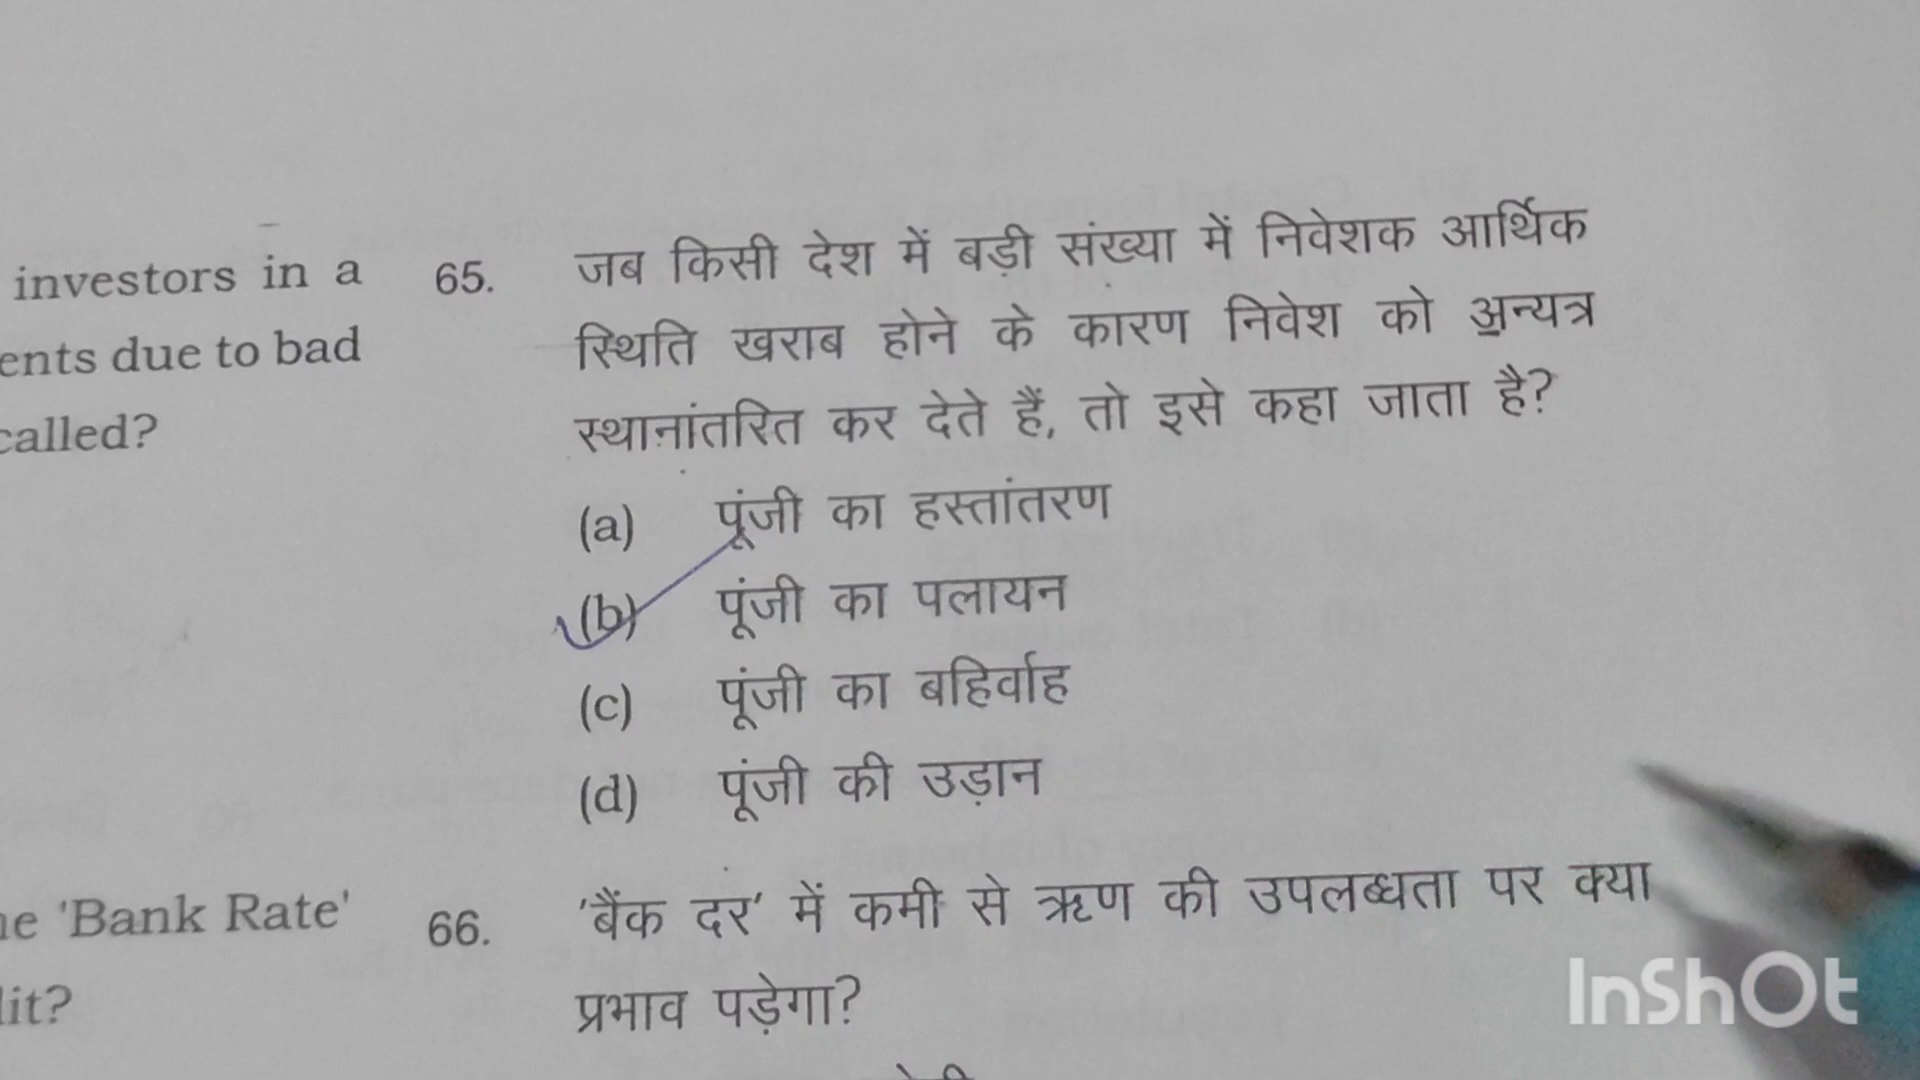 investors in a
ents due to bad
called?
65. जब किसी देश में बड़ी संख्या में निवेशक आर्थिक
स्थिति खराब होने के कारण निवेश को अन्यत्र
स्थानांतरित कर देते हैं, तो इसे कहा जाता है?
(a) पूंजी का हस्तांतरण
(b) पूंजी का पलायन
(c) पूंजी का बहिर्वाह
(d) पूंजी की उड़ान
he 'Bank Rate'
lit?
66. 'बैंक दर' में कमी से ऋण की उपलब्धता पर क्या
प्रभाव पड़ेगा?
InShOt